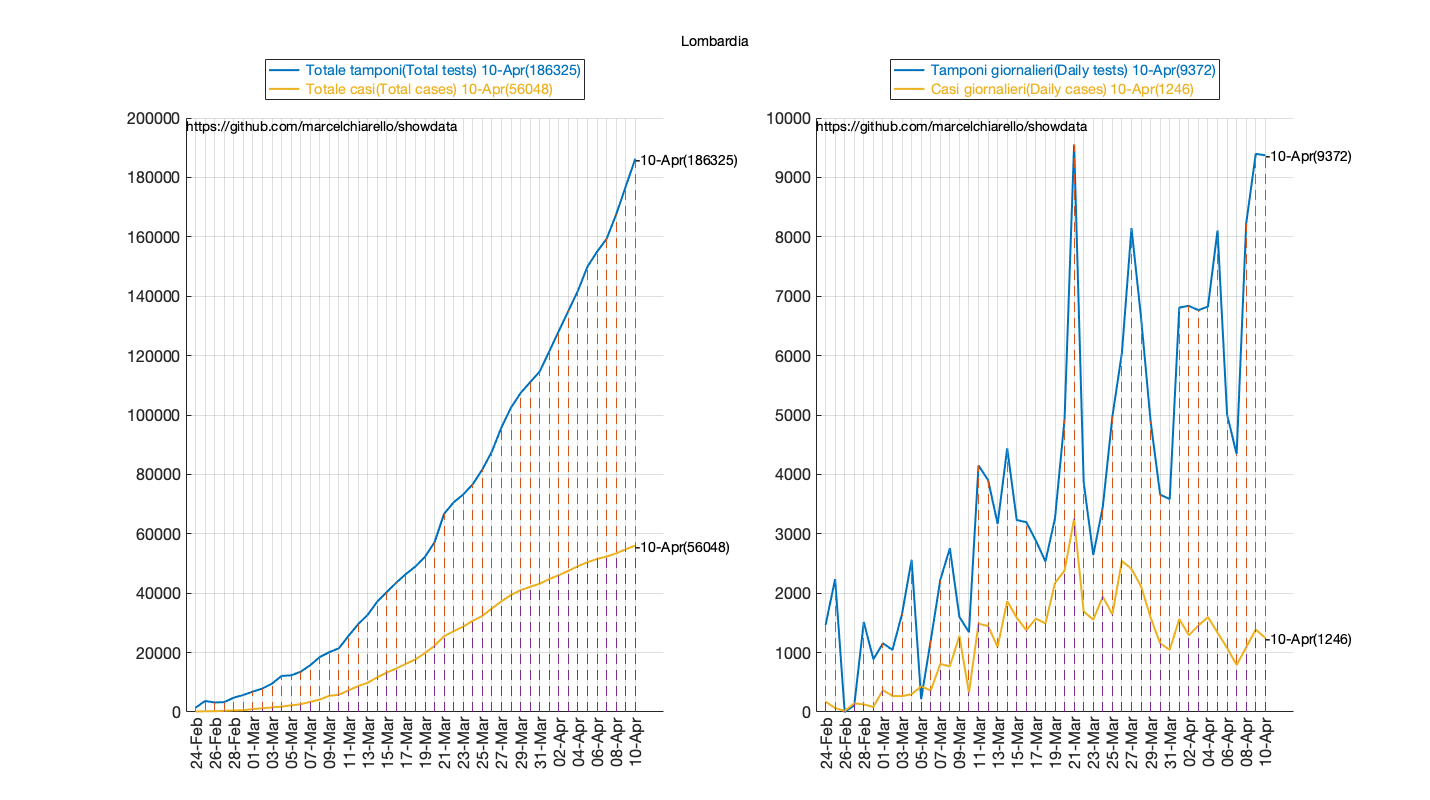 Lombardia
Totale tamponi(Total tests) 10-Apr(186325)
Totale casi(Total cases) 10-Apr(56048)
https://github.com/marcelchiarello/showdata
200000
180000
160000
140000
120000
100000
80000
60000
40000
20000
0
10-Apr(186325)
10-Apr(56048)
24-Feb
26-Feb
28-Feb
01-Mar
03-Mar
05-Mar
07-Mar
09-Mar
11-Mar
13-Mar
15-Mar
17-Mar
19-Mar
21-Mar
23-Mar
25-Mar
27-Mar
29-Mar
31-Mar
02-Apr
04-Apr
06-Apr
08-Apr
10-Apr
Tamponi giornalieri(Daily tests) 10-Apr(9372)
Casi giornalieri(Daily cases) 10-Apr(1246)
https://github.com/marcelchiarello/showdata
10000
9000
8000
7000
6000
5000
4000
3000
2000
1000
0
10-Apr(9372)
10-Apr(1246)
24-Feb
26-Feb
28-Feb
01-Mar
03-Mar
05-Mar
07-Mar
09-Mar
11-Mar
13-Mar
15-Mar
17-Mar
19-Mar
21-Mar
23-Mar
25-Mar
27-Mar
29-Mar
31-Mar
02-Apr
04-Apr
06-Apr
08-Apr
10-Apr